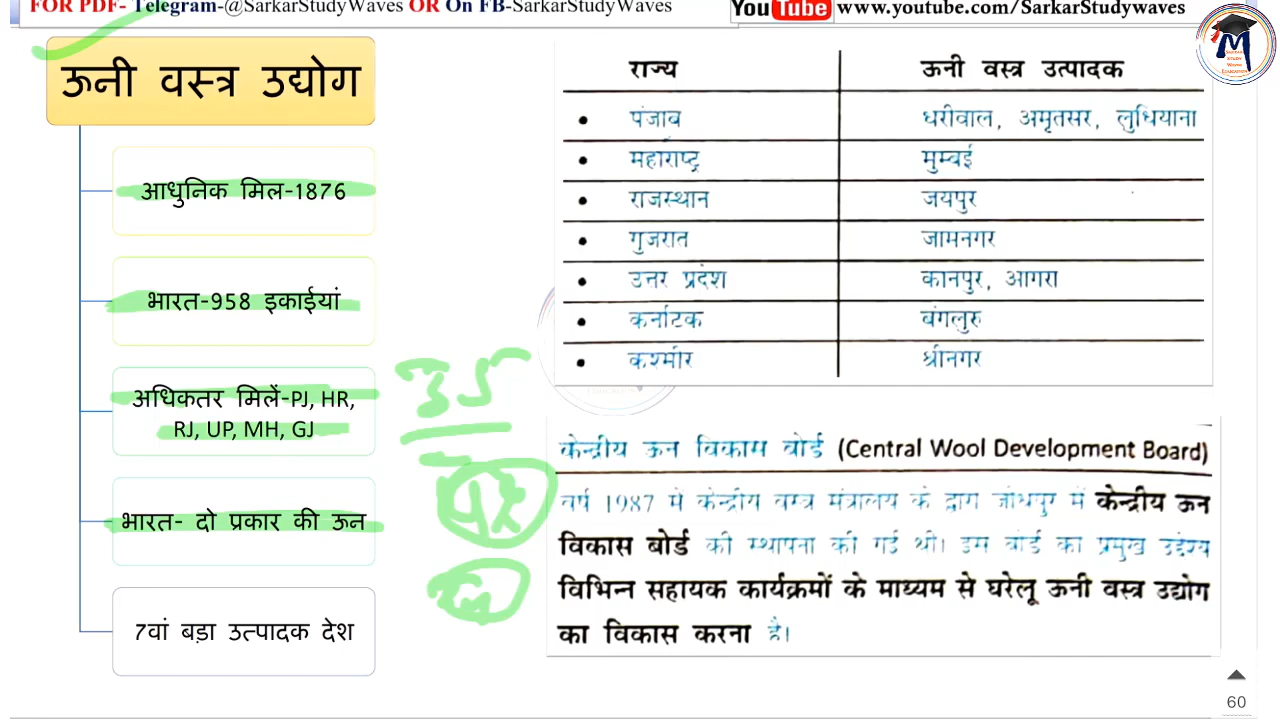 FOR PDF- Telegram-@SarkarStudyWaves OR On FB-SarkarStudyWaves
YouTube www.youtube.com/SarkarStudywaves
ऊनी वस्त्र उद्योग
आधुनिक मिल-1876
भारत-958 इकाईयां
अधिकतर मिलें-PJ, HR,
RJ, UP, MH, GJ
भारत- दो प्रकार की ऊन
7वां बड़ा उत्पादक देश
राज्य ऊनी वस्त्र उत्पादक
• पंजाब धरीवाल, अमृतसर, लुधियाना
• महाराष्ट्र मुम्बई
• राजस्थान जयपुर
• गुजरात जामनगर
• उत्तर प्रदेश कानपुर, आगरा
• कर्नाटक बंगलुरु
• कश्मीर श्रीनगर
केन्द्रीय ऊन विकास बोर्ड (Central Wool Development Board)
वर्ष 1987 में केन्द्रीय वस्त्र मंत्रालय के द्वारा जोधपुर में केन्द्रीय ऊन
विकास बोर्ड की स्थापना की गई थी। इस बोर्ड का प्रमुख उद्देश्य
विभिन्न सहायक कार्यक्रमों के माध्यम से घरेलू ऊनी वस्त्र उद्योग
का विकास करना है।
60